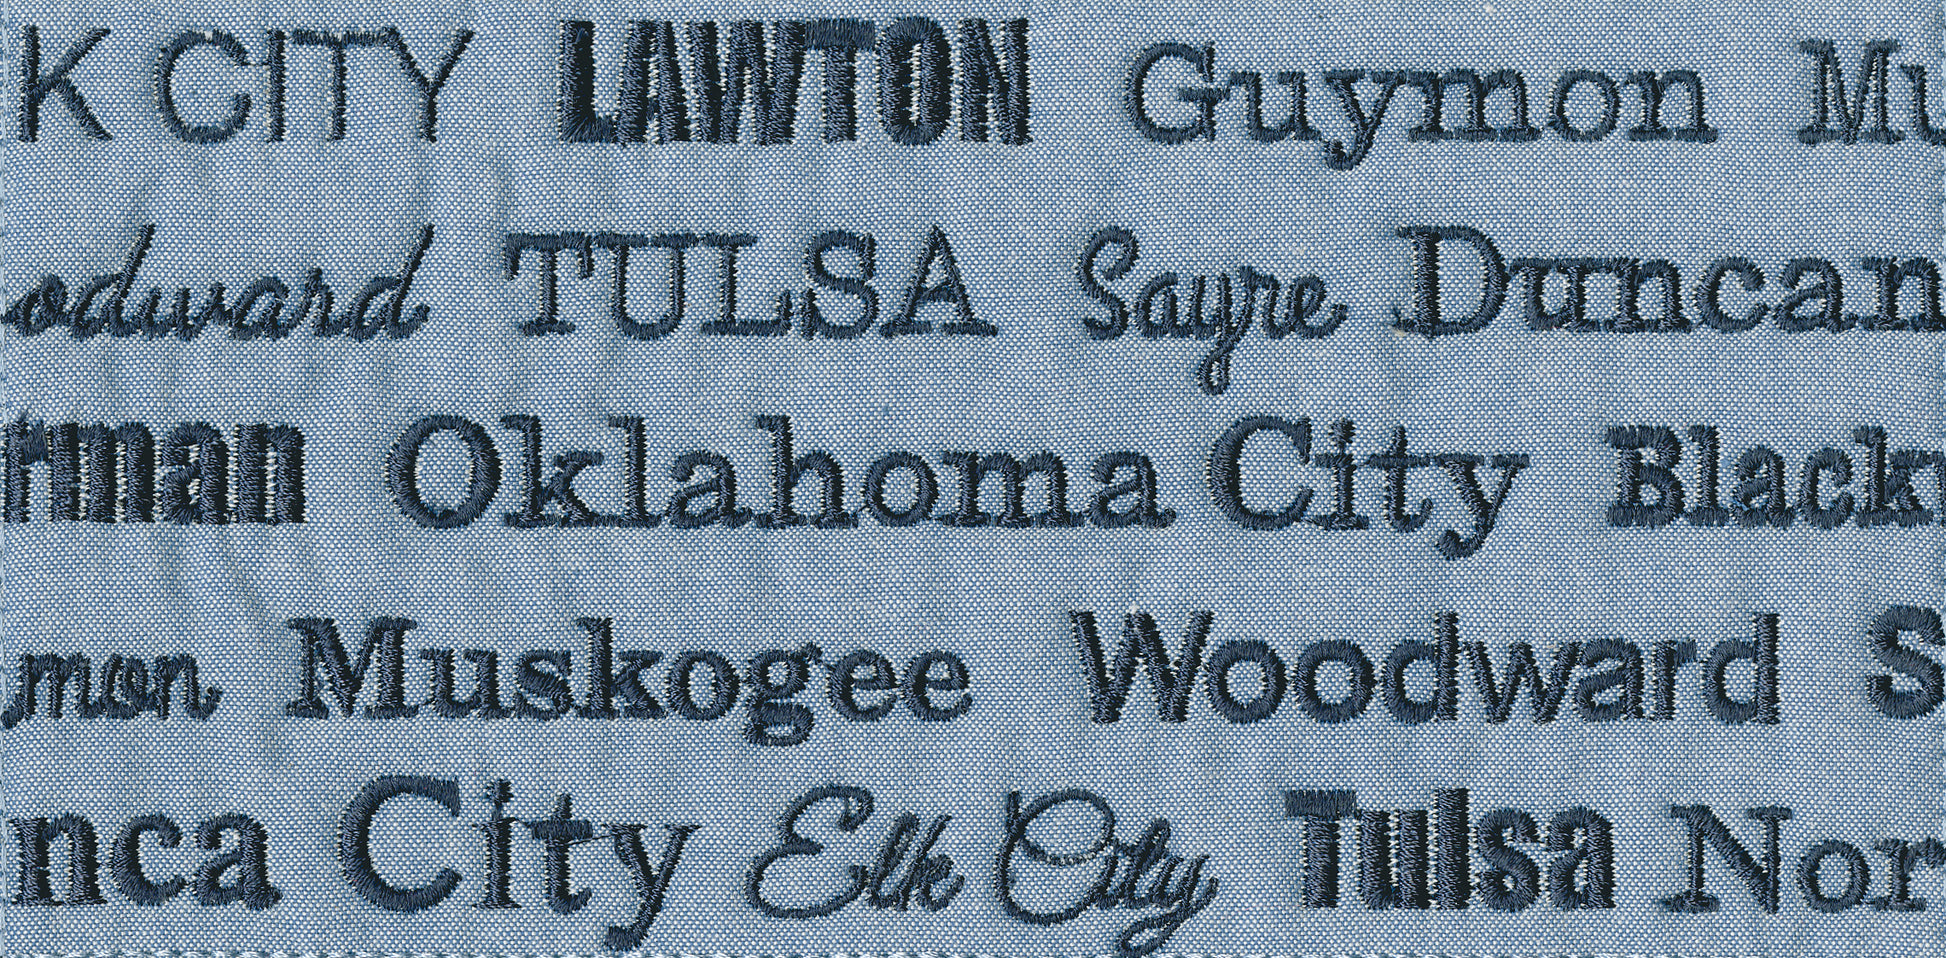 K CITY LAWTON Guymon Mu
odward TULSA Sayre Duncan
rman Oklahoma City Black
mon Muskogee Woodward S
nca City Elk City Tulsa Nor